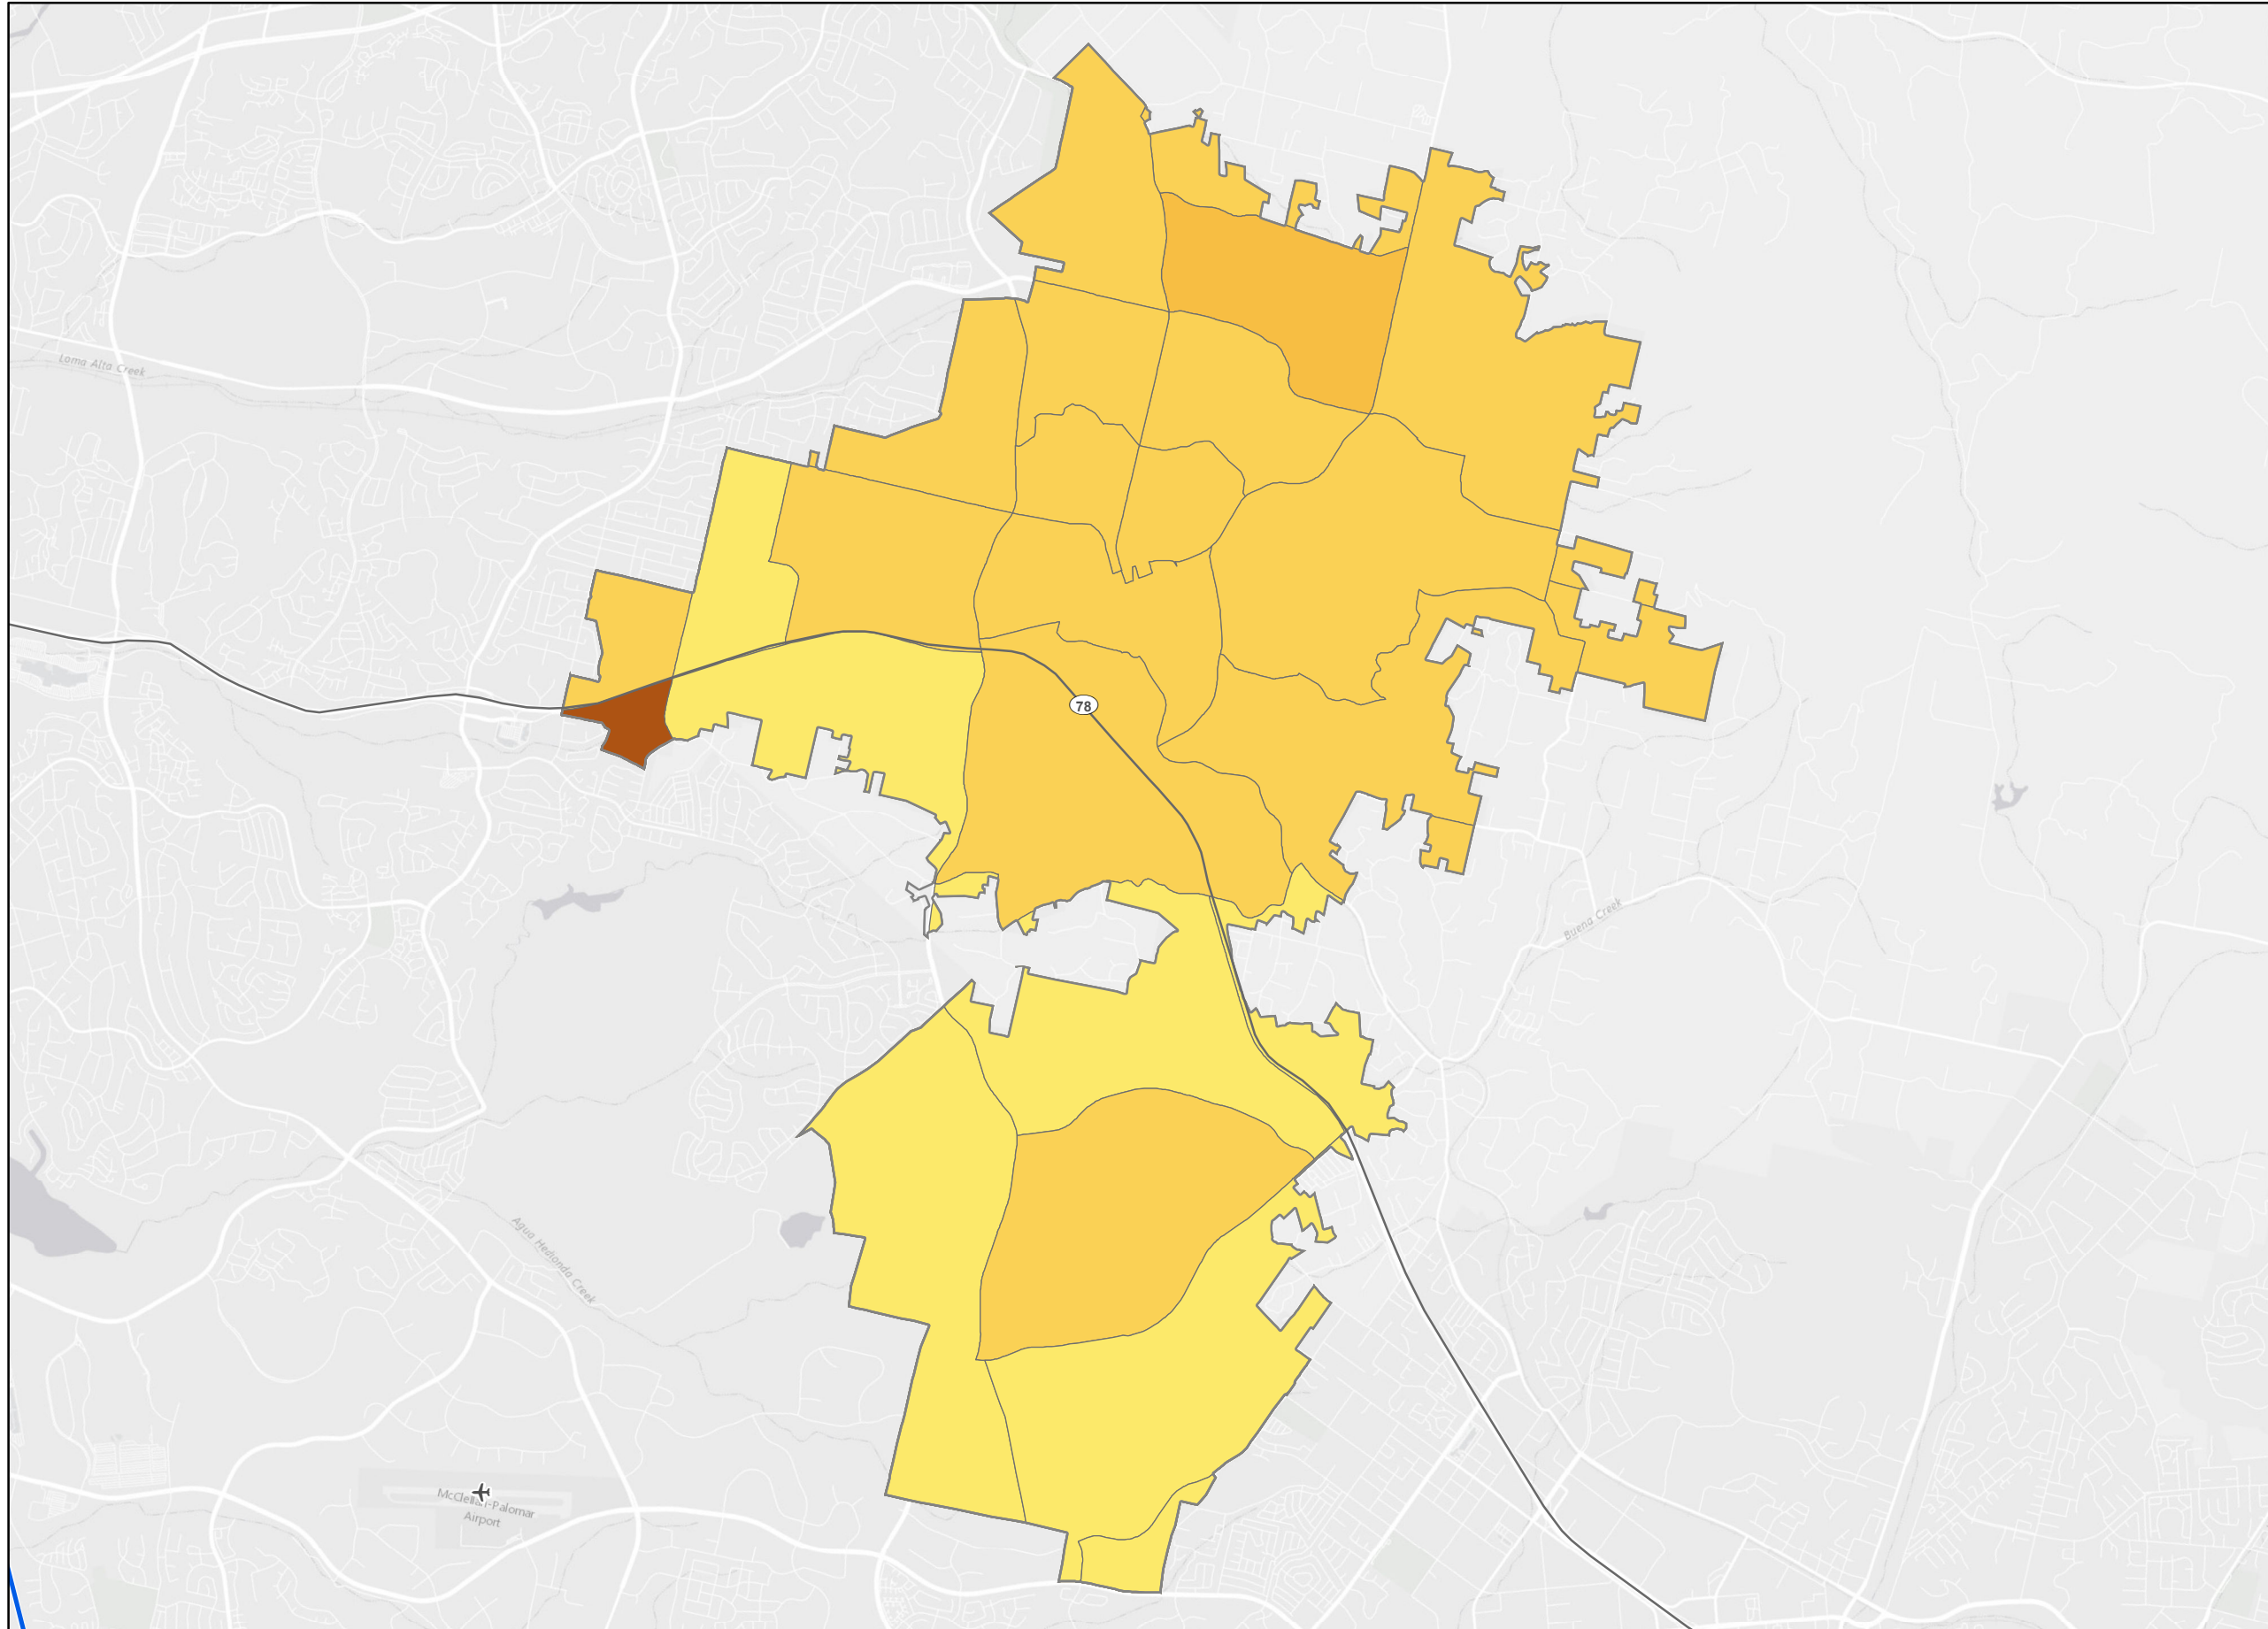 Loma Alta Creek
78
Buena Creek
Agua Hedionda Creek
McClellan-Palomar
Airport